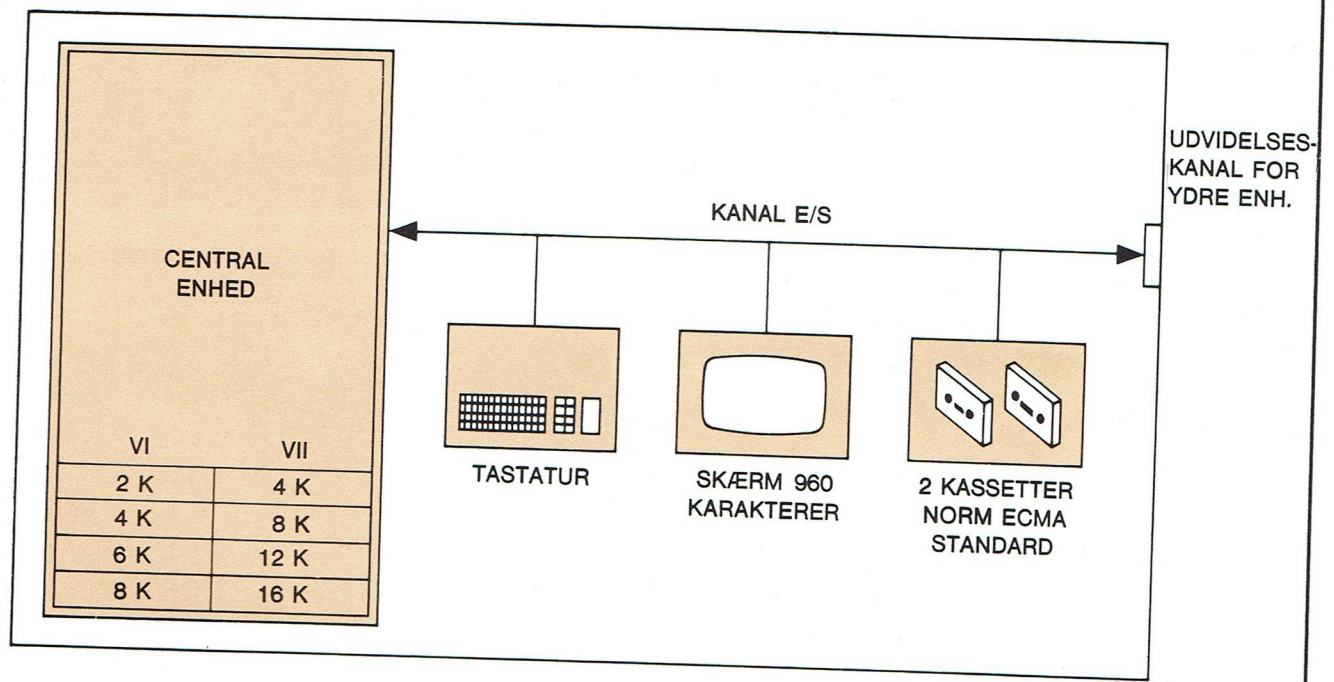 UDVIDELSES-
KANAL FOR
YDRE ENH.
KANAL E/S
CENTRAL
ENHED
VI VII
2 K 4 K
4 K 8 K
6 K 12 K
8 K 16 K
TASTATUR
SKÆRM 960
KARAKTERER
2 KASSETTER
NORM ECMA
STANDARD